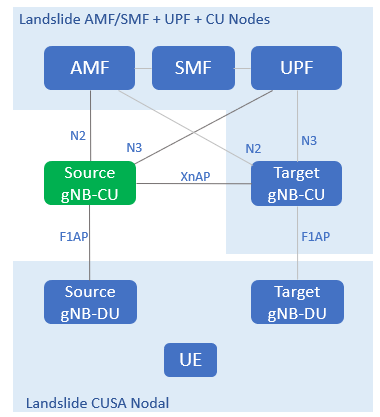 Landslide AMF/SMF + UPF + CU Nodes
AMF
SMF
UPF
N2
N3
N2
N3
Source
gNB-CU
XnAP
Target
gNB-CU
F1AP
F1AP
Source
gNB-DU
Target
gNB-DU
UE
Landslide CUSA Nodal